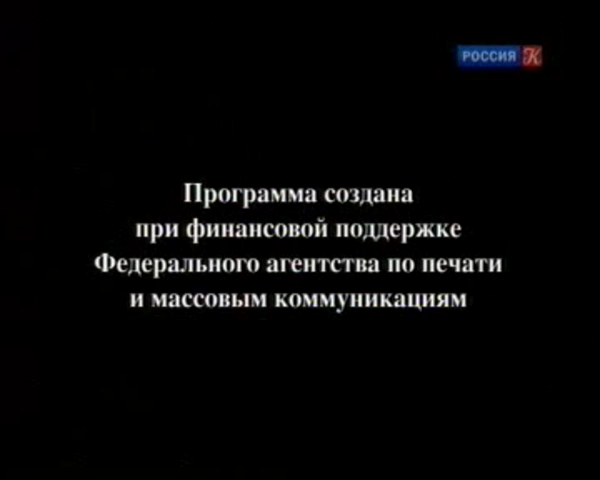 РОССИЯ К
Программа создана
при финансовой поддержке
Федерального агентства по печати
и массовым коммуникациям